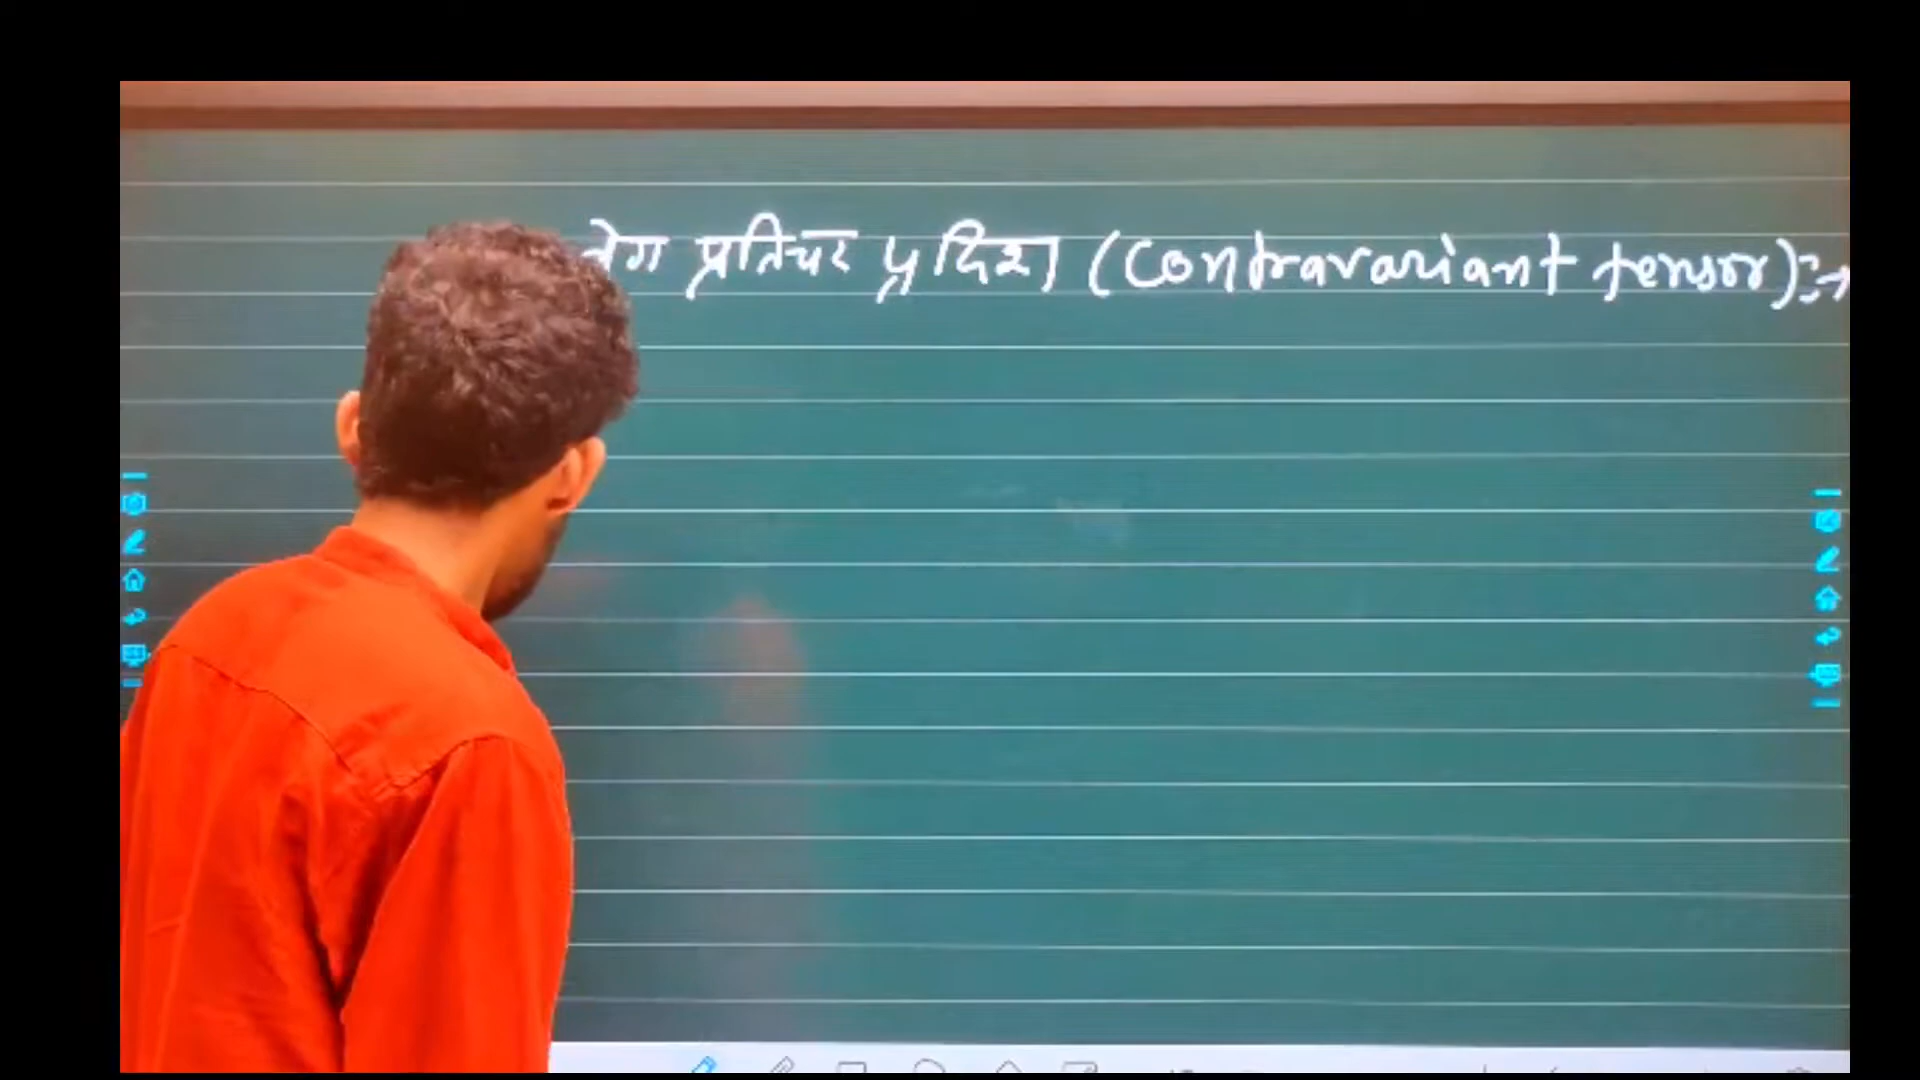 वेग प्रतिचर प्रदिश (Contravariant tensor):→